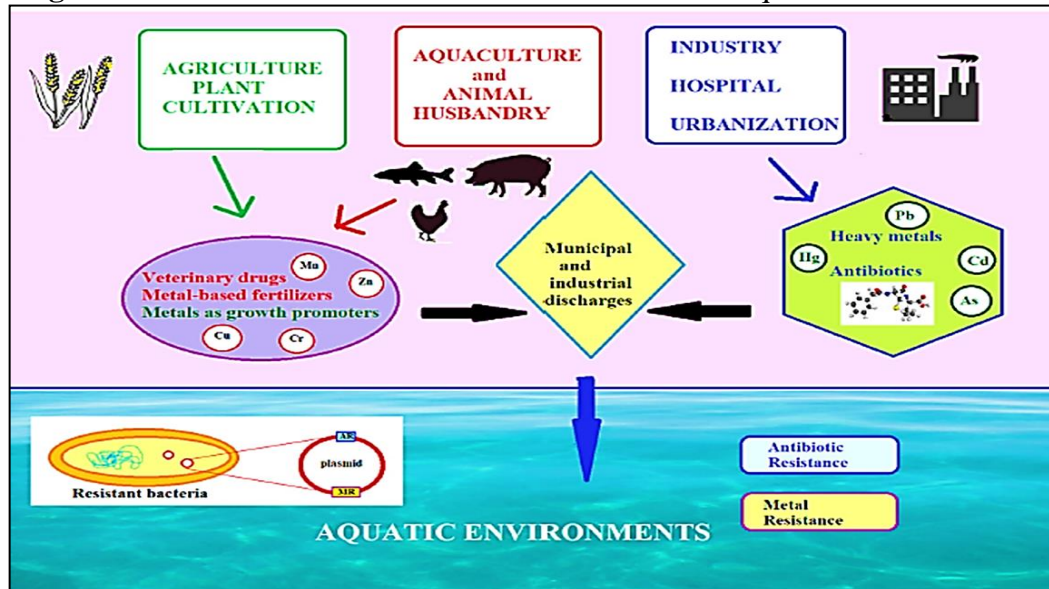 AGRICULTURE
PLANT
CULTIVATION
AQUACULTURE
and
ANIMAL
HUSBANDRY
INDUSTRY
HOSPITAL
URBANIZATION
Veterinary drugs
Metal-based fertilizers
Metals as growth promoters
Mn
Zn
Cu
Cr
Municipal
and
industrial
discharges
Pb
Heavy metals
Hg
Cd
Antibiotics
As
AR
plasmid
MR
Resistant bacteria
Antibiotic
Resistance
Metal
Resistance
AQUATIC ENVIRONMENTS